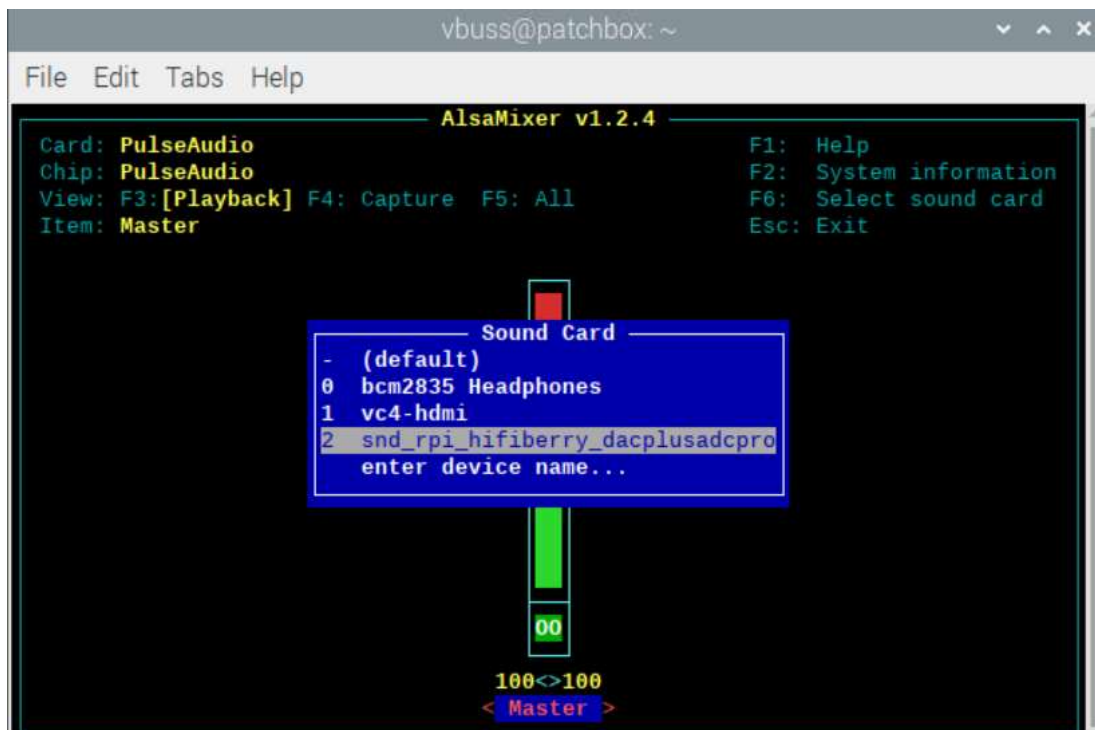 vbuss@patchbox: ~
File Edit Tabs Help
AlsaMixer v1.2.4
Card: PulseAudio F1: Help
Chip: PulseAudio F2: System information
View: F3:[Playback] F4: Capture F5: All F6: Select sound card
Item: Master Esc: Exit
Sound Card
- (default)
0 bcm2835 Headphones
1 vc4-hdmi
2 snd_rpi_hifiberry_dacplusadcpro
enter device name...
OO
100<>100
< Master >